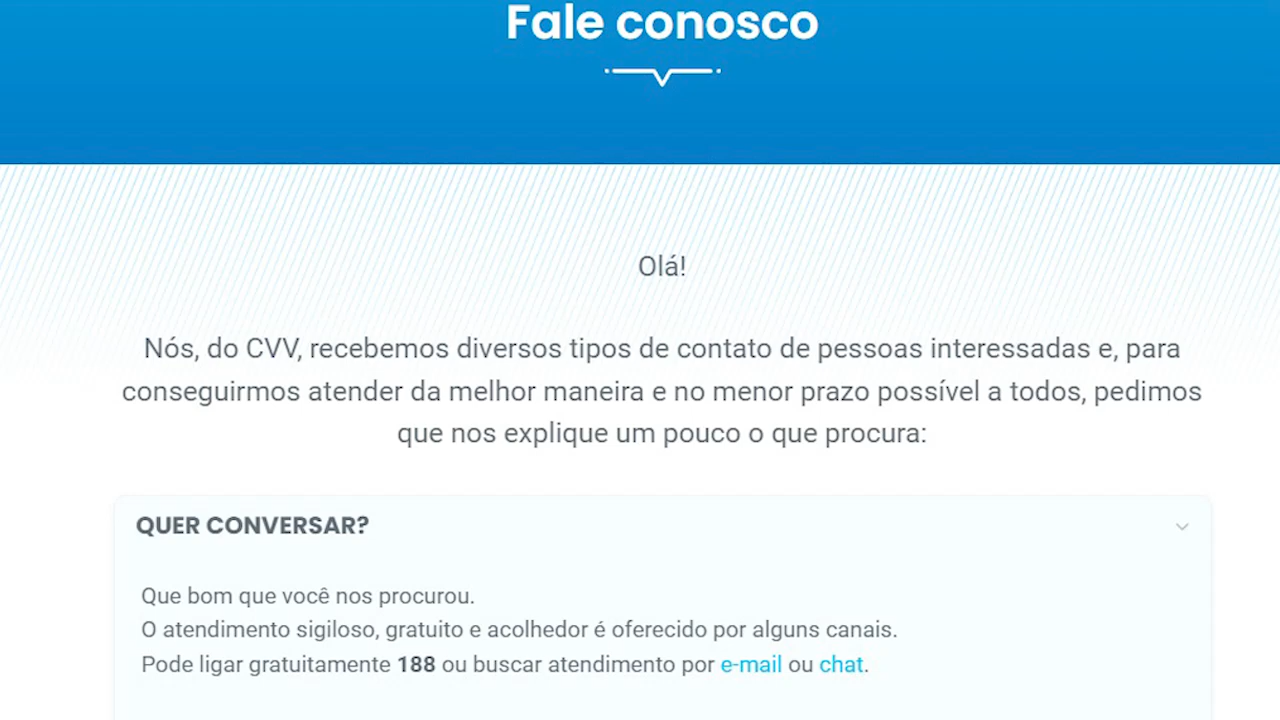 Fale conosco
Olá!
Nós, do CVV, recebemos diversos tipos de contato de pessoas interessadas e, para
conseguirmos atender da melhor maneira e no menor prazo possível a todos, pedimos
que nos explique um pouco o que procura:
QUER CONVERSAR?
Que bom que você nos procurou.
O atendimento sigiloso, gratuito e acolhedor é oferecido por alguns canais.
Pode ligar gratuitamente 188 ou buscar atendimento por e-mail ou chat.